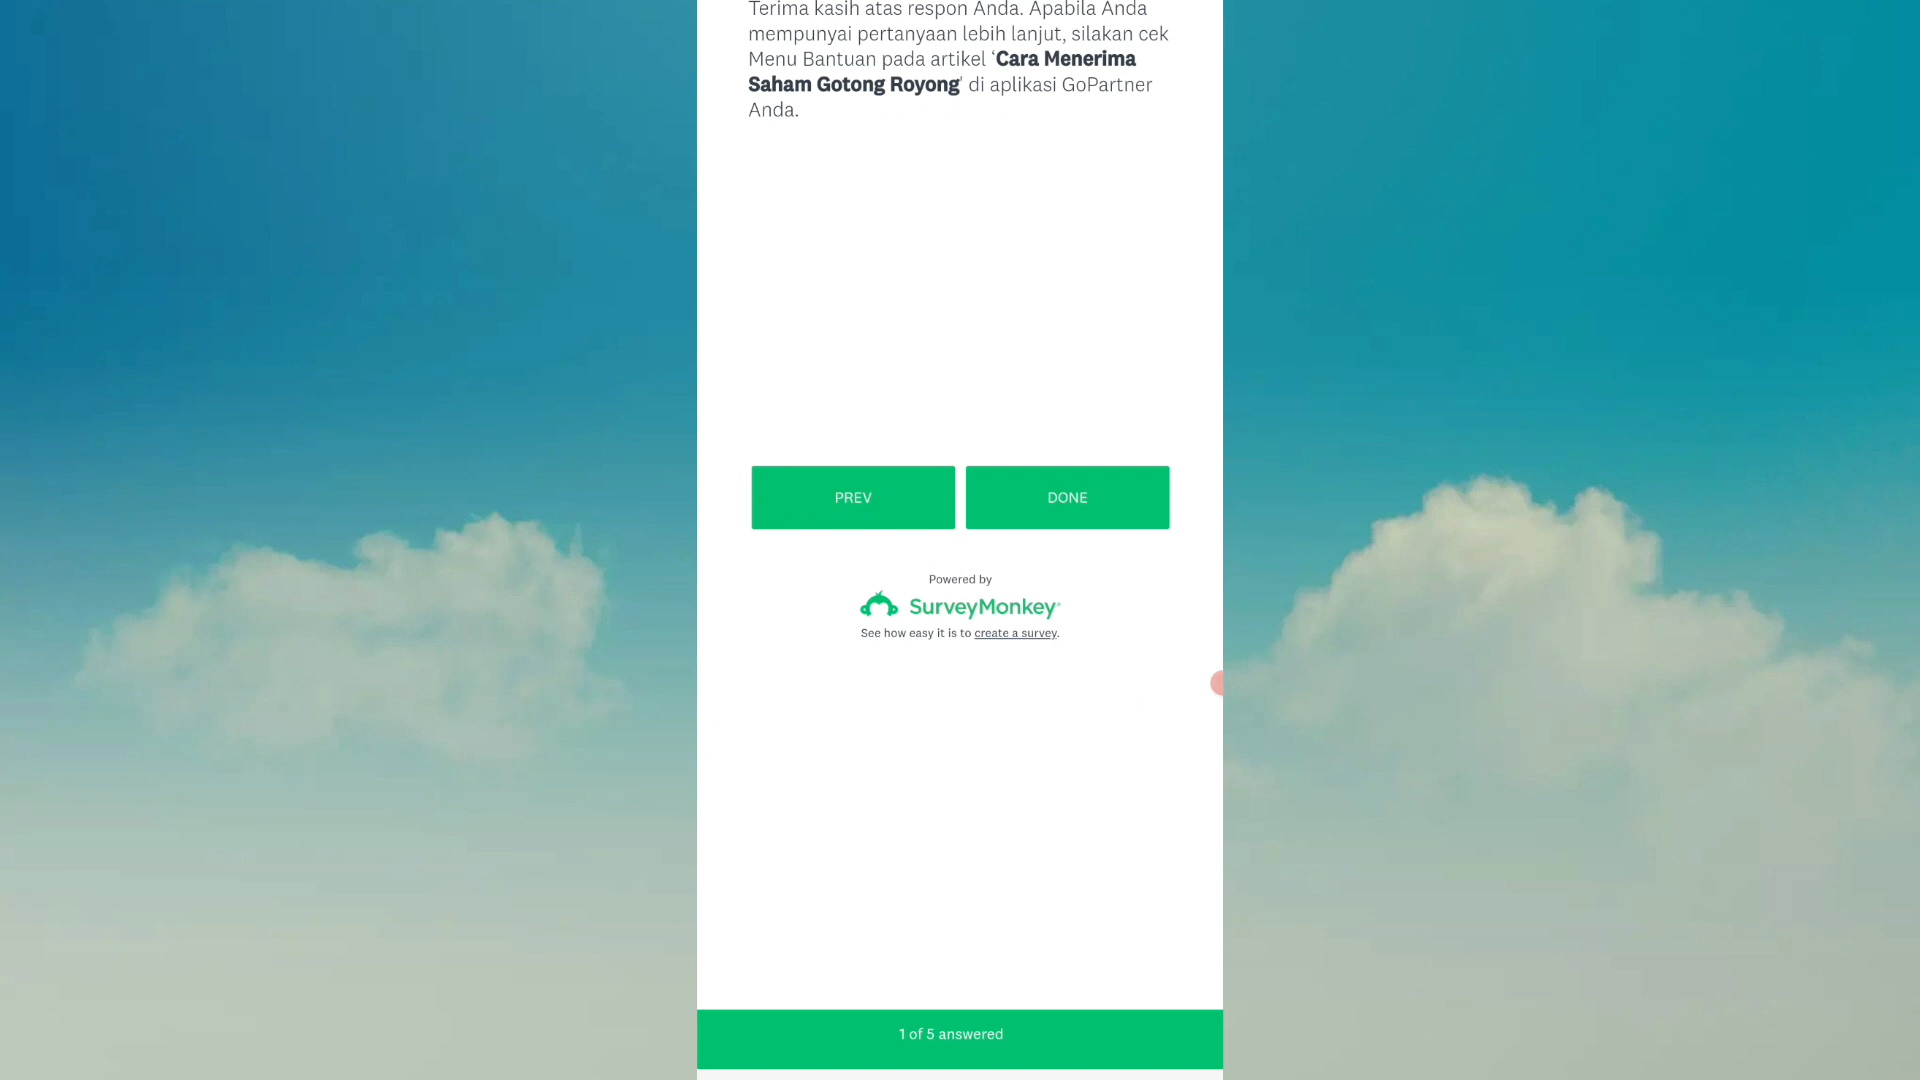 Terima kasih atas respon Anda. Apabila Anda
mempunyai pertanyaan lebih lanjut, silakan cek
Menu Bantuan pada artikel ‘Cara Menerima
Saham Gotong Royong’ di aplikasi GoPartner
Anda.
PREV
DONE
Powered by
SurveyMonkey®
See how easy it is to create a survey.
1 of 5 answered